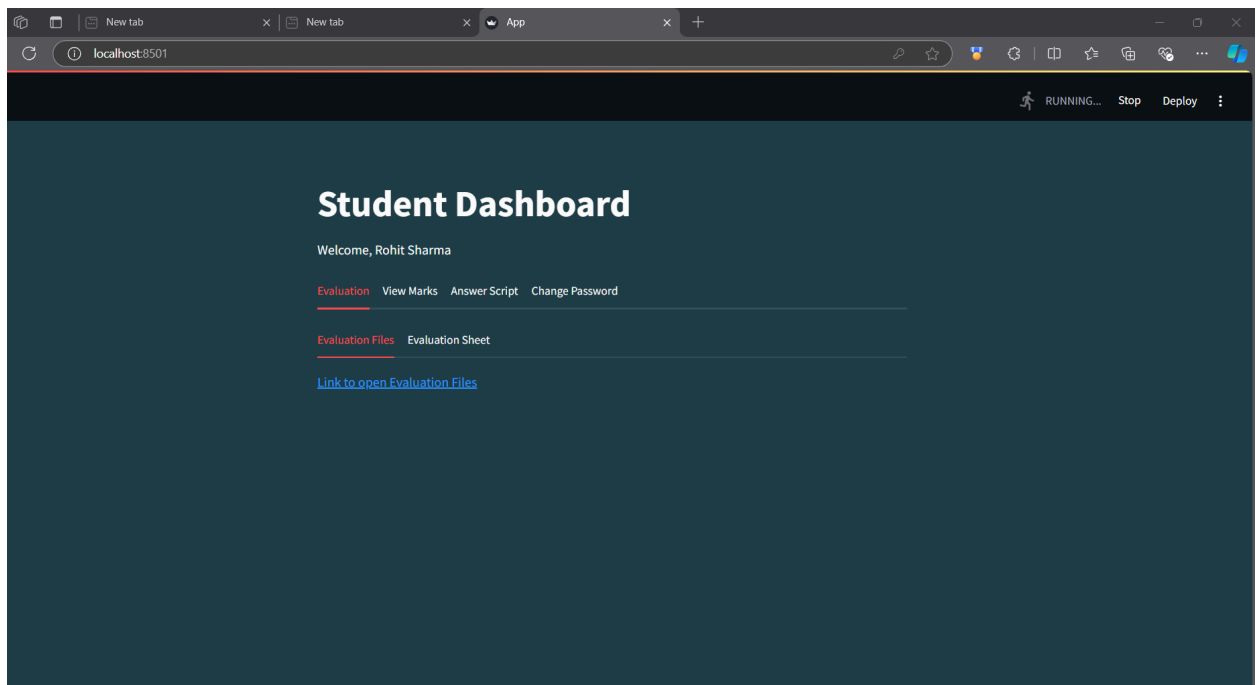 New tab New tab App
localhost:8501
RUNNING... Stop Deploy
Student Dashboard
Welcome, Rohit Sharma
Evaluation View Marks Answer Script Change Password
Evaluation Files Evaluation Sheet
Link to open Evaluation Files